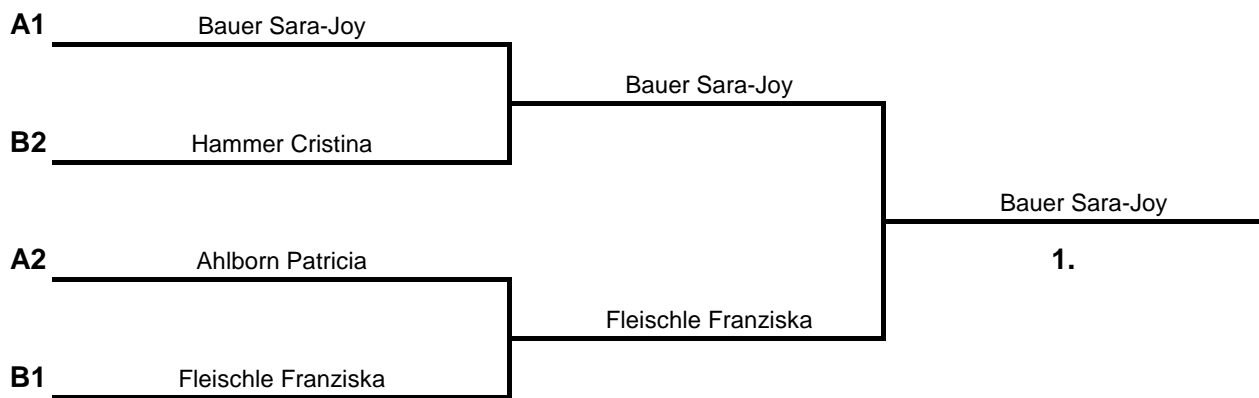 A1 Bauer Sara-Joy
Bauer Sara-Joy
B2 Hammer Cristina
Bauer Sara-Joy
A2 Ahlborn Patricia
1.
Fleischle Franziska
B1 Fleischle Franziska